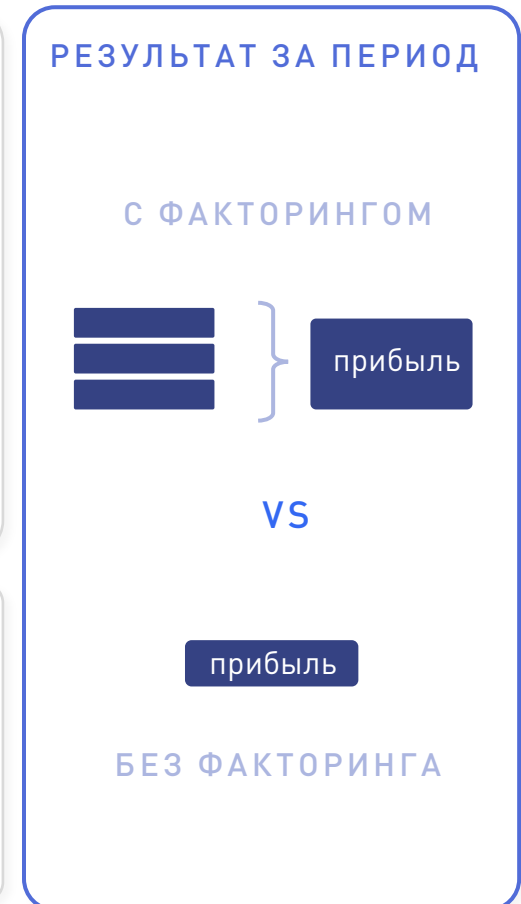 РЕЗУЛЬТАТ ЗА ПЕРИОД
С ФАКТОРИНГОМ
прибыль
VS
прибыль
БЕЗ ФАКТОРИНГА